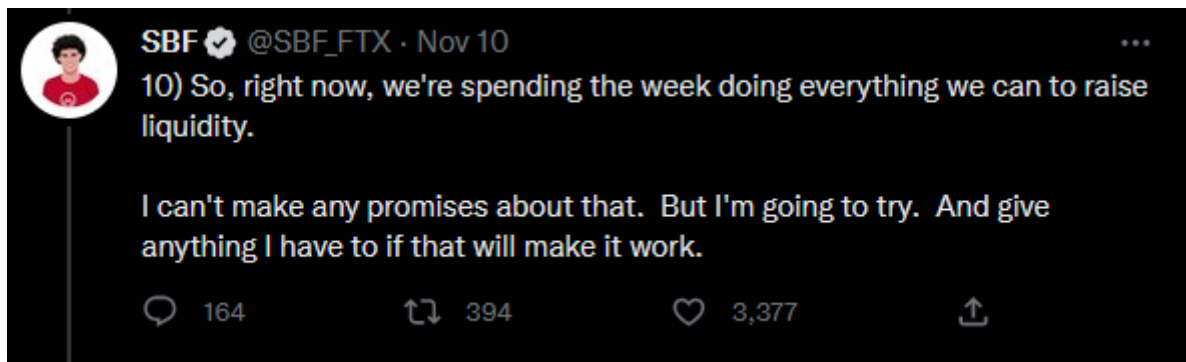 SBF @SBF_FTX · Nov 10
10) So, right now, we're spending the week doing everything we can to raise
liquidity.
I can't make any promises about that.  But I'm going to try.  And give
anything I have to if that will make it work.
164 394 3,377